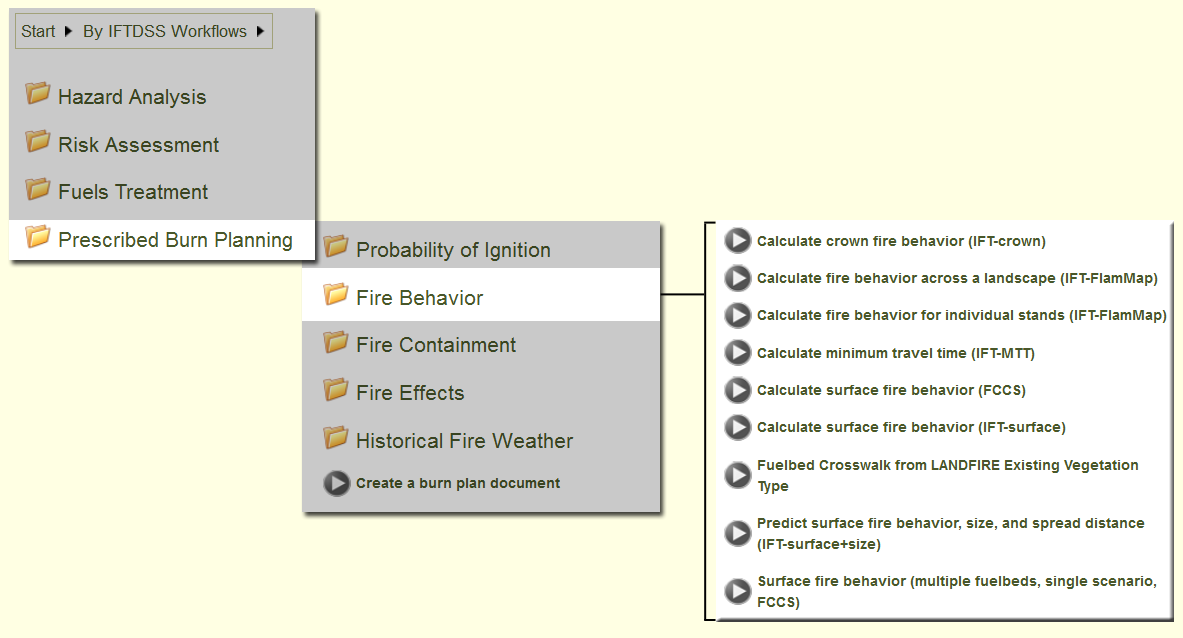 Start By IFTDSS Workflows
Hazard Analysis
Risk Assessment
Fuels Treatment
Prescribed Burn Planning
Probability of Ignition
Fire Behavior
Fire Containment
Fire Effects
Historical Fire Weather
Create a burn plan document
Calculate crown fire behavior (IFT-crown)
Calculate fire behavior across a landscape (IFT-FlamMap)
Calculate fire behavior for individual stands (IFT-FlamMap)
Calculate minimum travel time (IFT-MTT)
Calculate surface fire behavior (FCCS)
Calculate surface fire behavior (IFT-surface)
Fuelbed Crosswalk from LANDFIRE Existing Vegetation
Type
Predict surface fire behavior, size, and spread distance
(IFT-surface+size)
Surface fire behavior (multiple fuelbeds, single scenario,
FCCS)